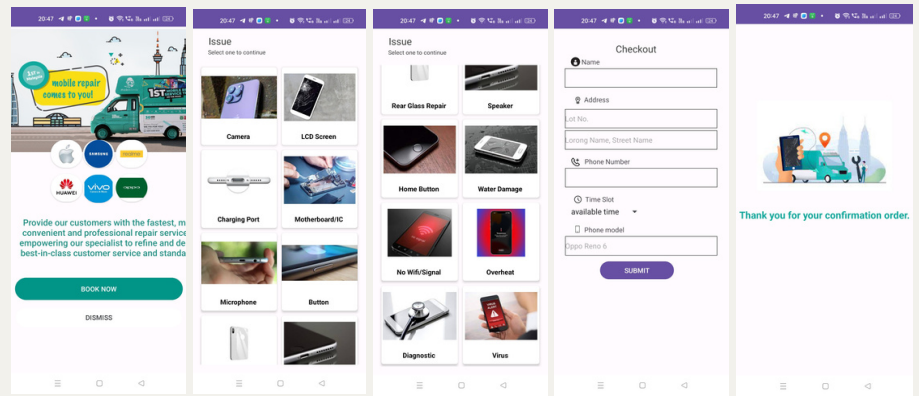 20:47
1ST in Malaysia
mobile repair
comes to you!
1ST
SAMSUNG
HUAWEI
vivo
oppo
Provide our customers with the fastest, m
convenient and professional repair service
empowering our specialist to refine and de
best-in-class customer service and standa
BOOK NOW
DISMISS
20:47
Issue
Select one to continue
Camera
LCD Screen
Charging Port
Motherboard/IC
Microphone
Button
20:47
Issue
Select one to continue
Rear Glass Repair
Speaker
Home Button
Water Damage
No Wifi/Signal
Overheat
Diagnostic
Virus
20:47
Checkout
Name
Address
Lot No.
Lorong Name, Street Name
Phone Number
Time Slot
available time
Phone model
Oppo Reno 6
SUBMIT
20:47
Thank you for your confirmation order.